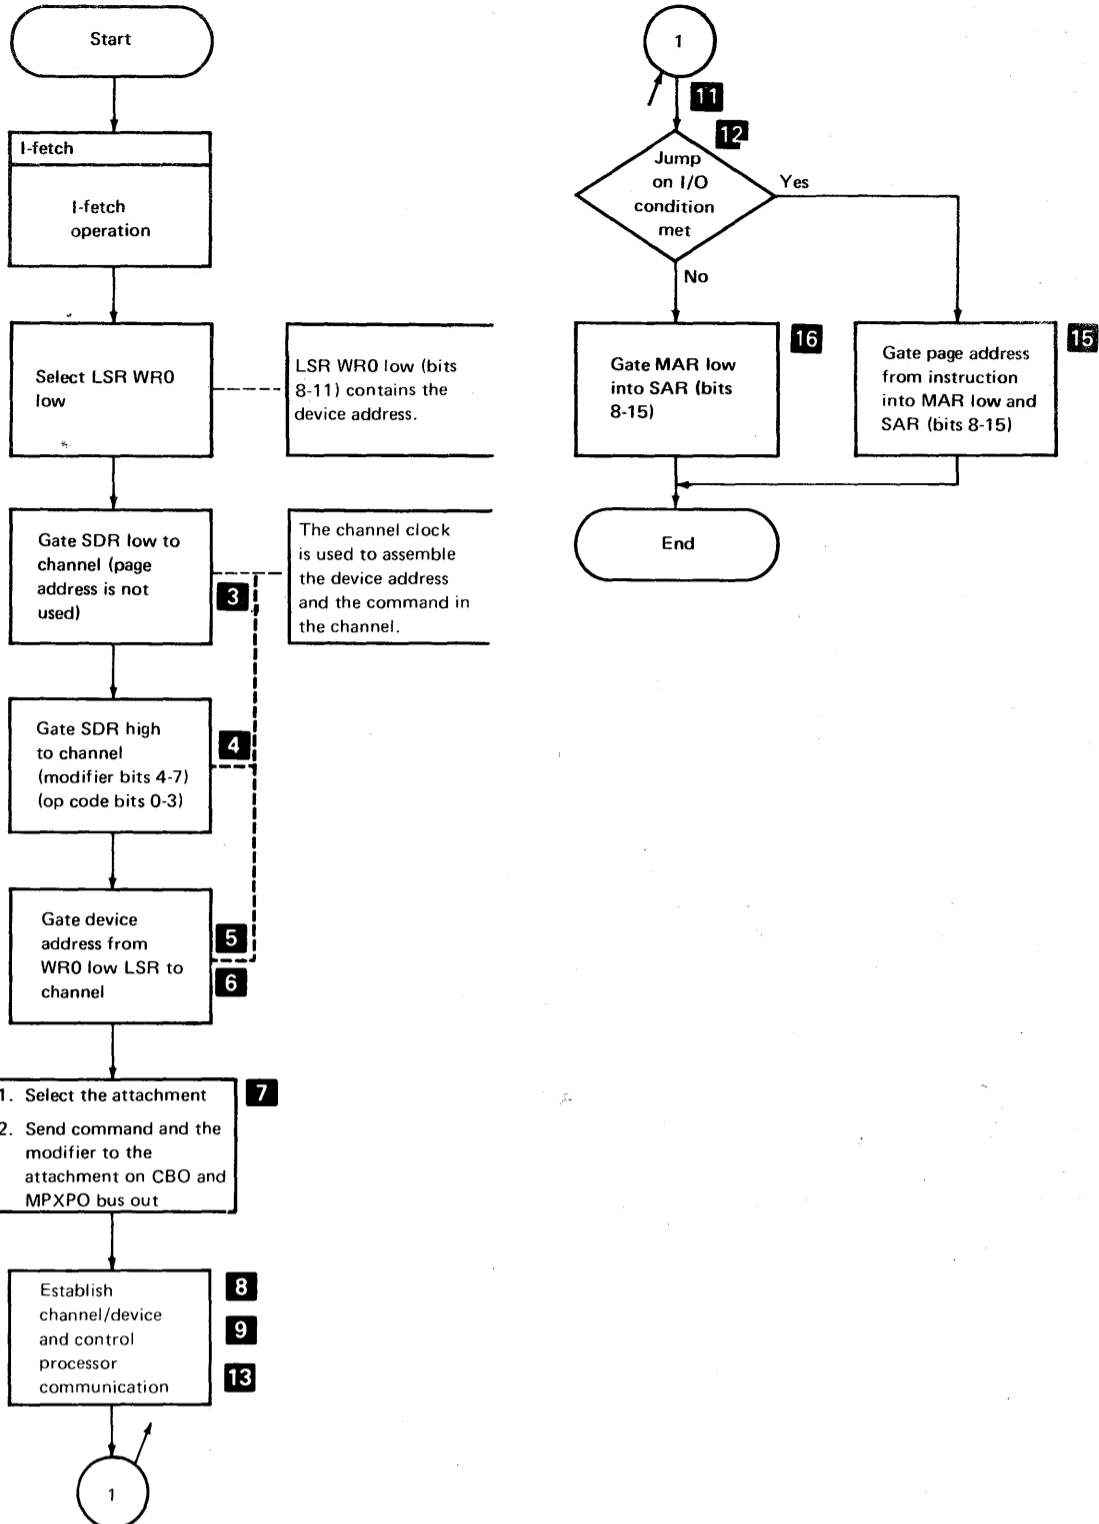 Start
I-fetch
I-fetch
operation
Select LSR WR0
low
LSR WR0 low (bits
8-11) contains the
device address.
Gate SDR low to
channel (page
address is not
used)
3
The channel clock
is used to assemble
the device address
and the command in
the channel.
Gate SDR high
to channel
(modifier bits 4-7)
(op code bits 0-3)
4
Gate device
address from
WR0 low LSR to
channel
5
6
1. Select the attachment
2. Send command and the
modifier to the
attachment on CBO and
MPXPO bus out
7
Establish
channel/device
and control
processor
communication
8
9
13
1
1
11
12
Jump
on I/O
condition
met
Yes
No
Gate MAR low
into SAR (bits
8-15)
16
Gate page address
from instruction
into MAR low and
SAR (bits 8-15)
15
End